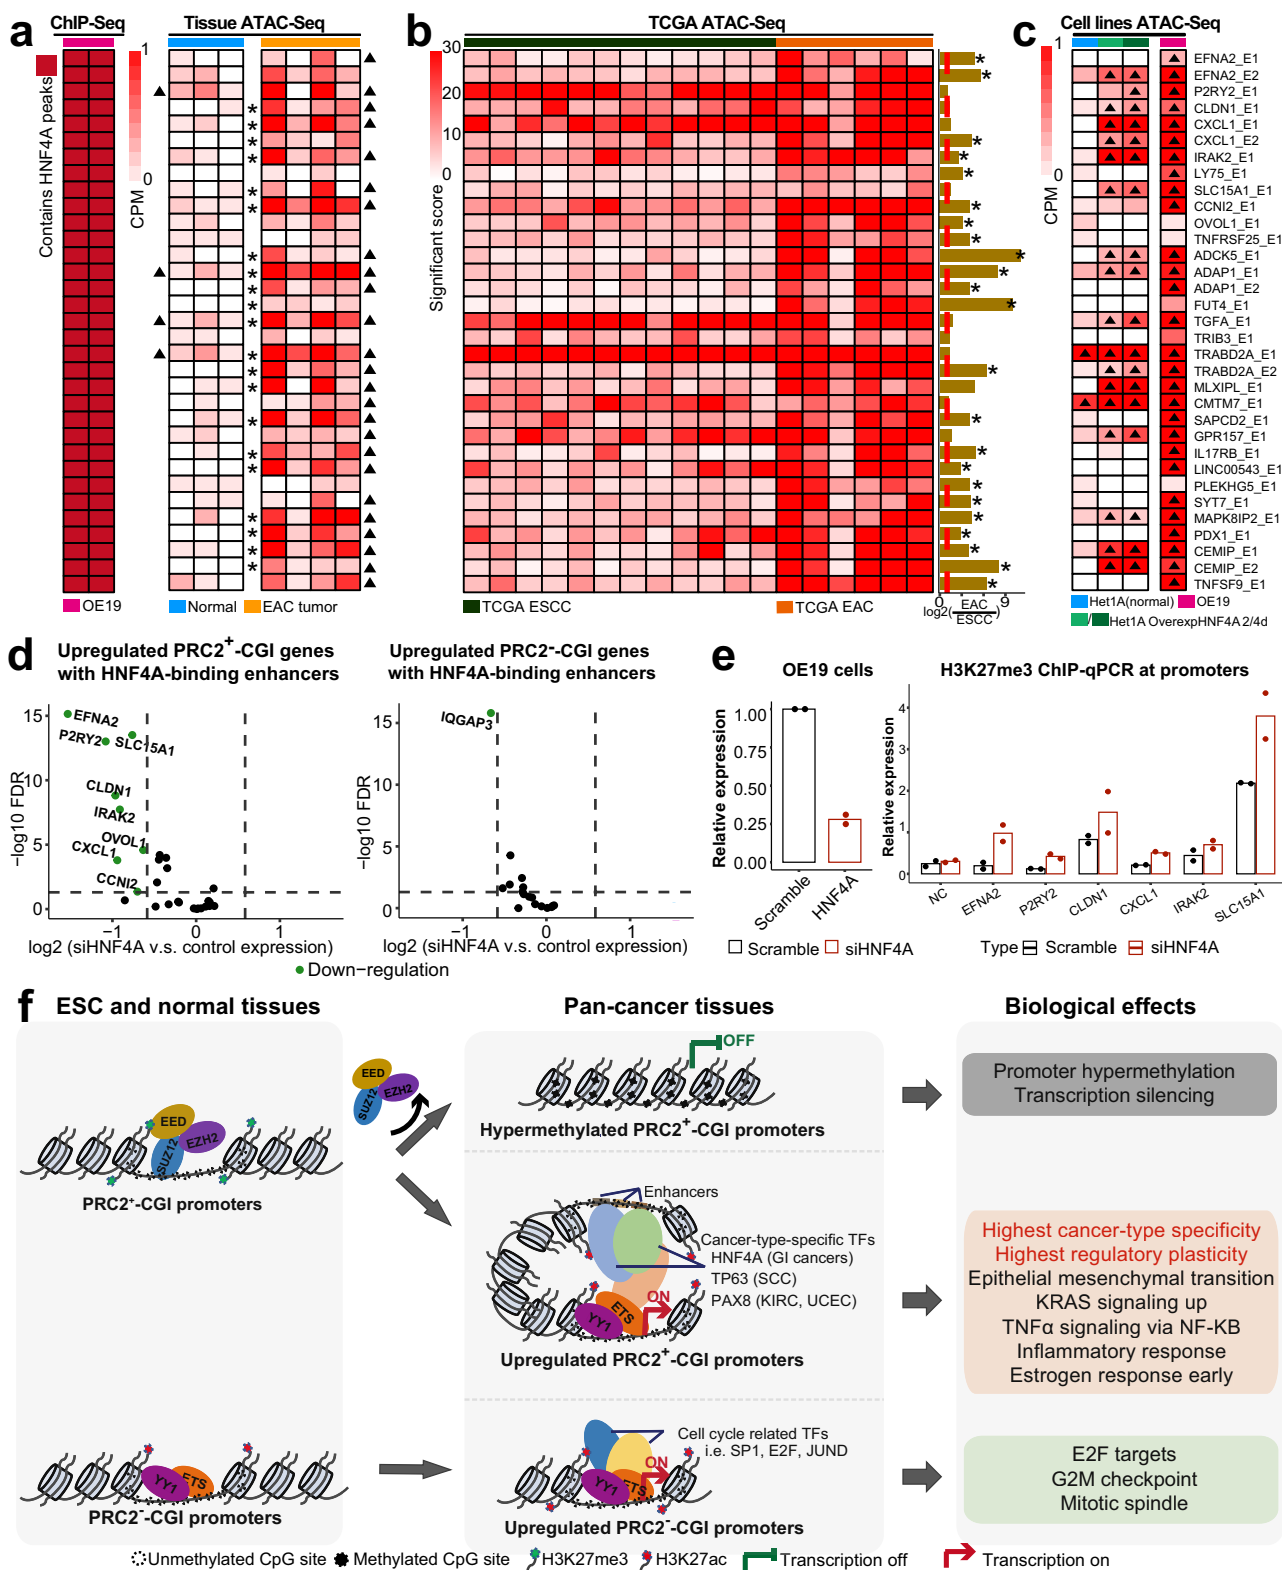 a
ChIP-Seq
Tissue ATAC-Seq
Contains HNF4A peaks
1
0
CPM
OE19
Normal
EAC tumor
b
TCGA ATAC-Seq
30
20
10
0
Significant score
TCGA ESCC
TCGA EAC
0
9
log2(EAC/ESCC)
c
Cell lines ATAC-Seq
1
0
CPM
EFNA2_E1
EFNA2_E2
P2RY2_E1
CLDN1_E1
CXCL1_E1
CXCL1_E2
IRAK2_E1
LY75_E1
SLC15A1_E1
CCNI2_E1
OVOL1_E1
TNFRSF25_E1
ADCK5_E1
ADAP1_E1
ADAP1_E2
FUT4_E1
TGFA_E1
TRIB3_E1
TRABD2A_E1
TRABD2A_E2
MLXIPL_E1
CMTM7_E1
SAPCD2_E1
GPR157_E1
IL17RB_E1
LINC00543_E1
PLEKHG5_E1
SYT7_E1
MAPK8IP2_E1
PDX1_E1
CEMIP_E1
CEMIP_E2
TNFSF9_E1
Het1A(normal)
OE19
/
Het1A OverexpHNF4A 2/4d
d
Upregulated PRC2+-CGI genes
with HNF4A-binding enhancers
−log10 FDR
15
10
5
0
EFNA2
P2RY2
SLC15A1
CLDN1
IRAK2
OVOL1
CXCL1
CCNI2
−1
0
1
log2 (siHNF4A v.s. control expression)
Upregulated PRC2--CGI genes
with HNF4A-binding enhancers
−log10 FDR
15
10
5
0
IQGAP3
−1
0
1
log2 (siHNF4A v.s. control expression)
Down−regulation
e
OE19 cells
Relative expression
1.00
0.75
0.50
0.25
0.00
Scramble
HNF4A
Scramble
siHNF4A
H3K27me3 ChIP-qPCR at promoters
Relative expression
4
3
2
1
0
NC
EFNA2
P2RY2
CLDN1
CXCL1
IRAK2
SLC15A1
Type
Scramble
siHNF4A
f
ESC and normal tissues
Pan-cancer tissues
Biological effects
EED
EZH2
SUZ12
PRC2+-CGI promoters
EED
EZH2
SUZ12
OFF
Hypermethylated PRC2+-CGI promoters
Promoter hypermethylation
Transcription silencing
Enhancers
Cancer-type-specific TFs
HNF4A (GI cancers)
TP63 (SCC)
PAX8 (KIRC, UCEC)
YY1
ETS
ON
Upregulated PRC2+-CGI promoters
Highest cancer-type specificity
Highest regulatory plasticity
Epithelial mesenchymal transition
KRAS signaling up
TNFα signaling via NF-KB
Inflammatory response
Estrogen response early
YY1
ETS
PRC2--CGI promoters
Cell cycle related TFs
i.e. SP1, E2F, JUND
YY1
ETS
ON
Upregulated PRC2--CGI promoters
E2F targets
G2M checkpoint
Mitotic spindle
Unmethylated CpG site
Methylated CpG site
H3K27me3
H3K27ac
Transcription off
Transcription on